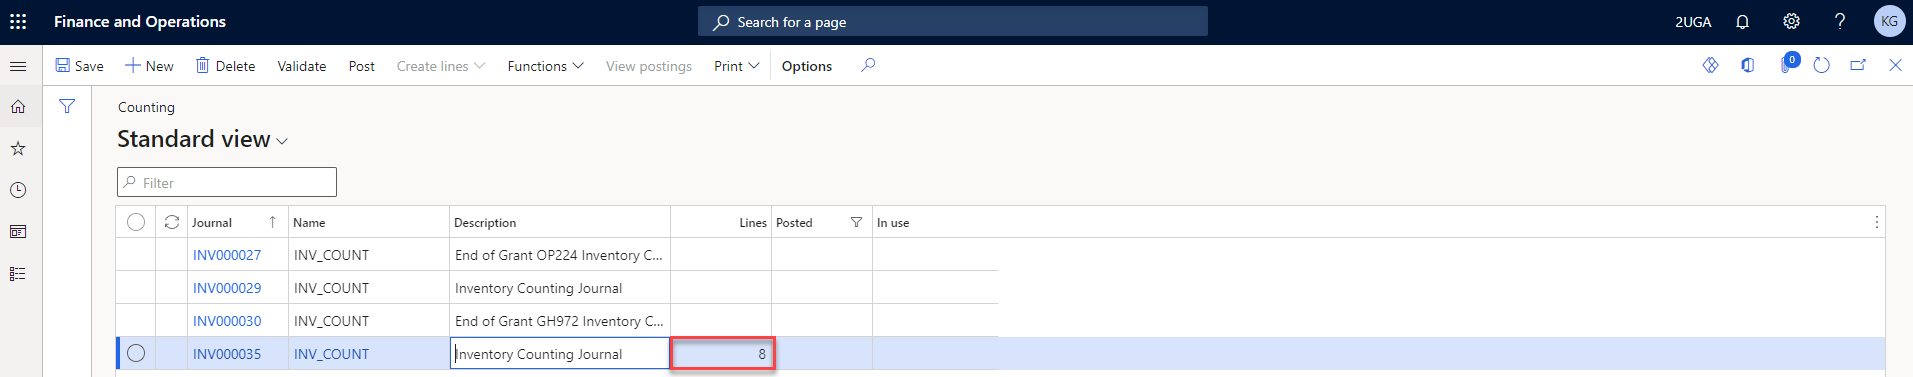 Finance and Operations Search for a page 2UGA ? KG
Save New Delete Validate Post Create lines Functions View postings Print Options 0
Counting
Standard view
Filter
Journal Name Description Lines Posted In use
INV000027 INV_COUNT End of Grant OP224 Inventory C...
INV000029 INV_COUNT Inventory Counting Journal
INV000030 INV_COUNT End of Grant GH972 Inventory C...
INV000035 INV_COUNT Inventory Counting Journal 8